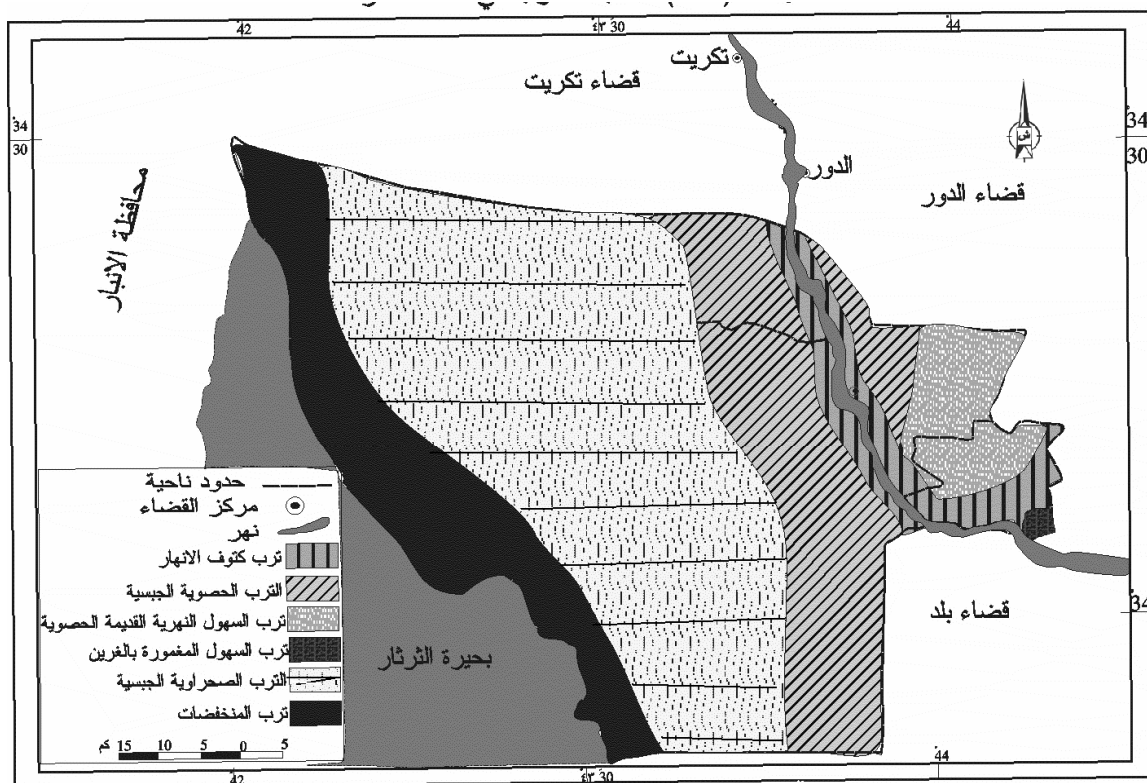 42
٤٣ 30
44
34
30
34
30
تكريت
قضاء تكريت
الدور
قضاء الدور
ش
محافظة الانبار
حدود ناحية
مركز القضاء
نهر
ترب كتوف الانهار
الترب الحصوية الجبسية
ترب السهول النهرية القديمة الحصوية
ترب السهول المغمورة بالغرين
الترب الصحراوية الجبسية
ترب المنخفضات
كم 15 10 5 0 5
بحيرة الثرثار
قضاء بلد
34
42
٤٣ 30
44